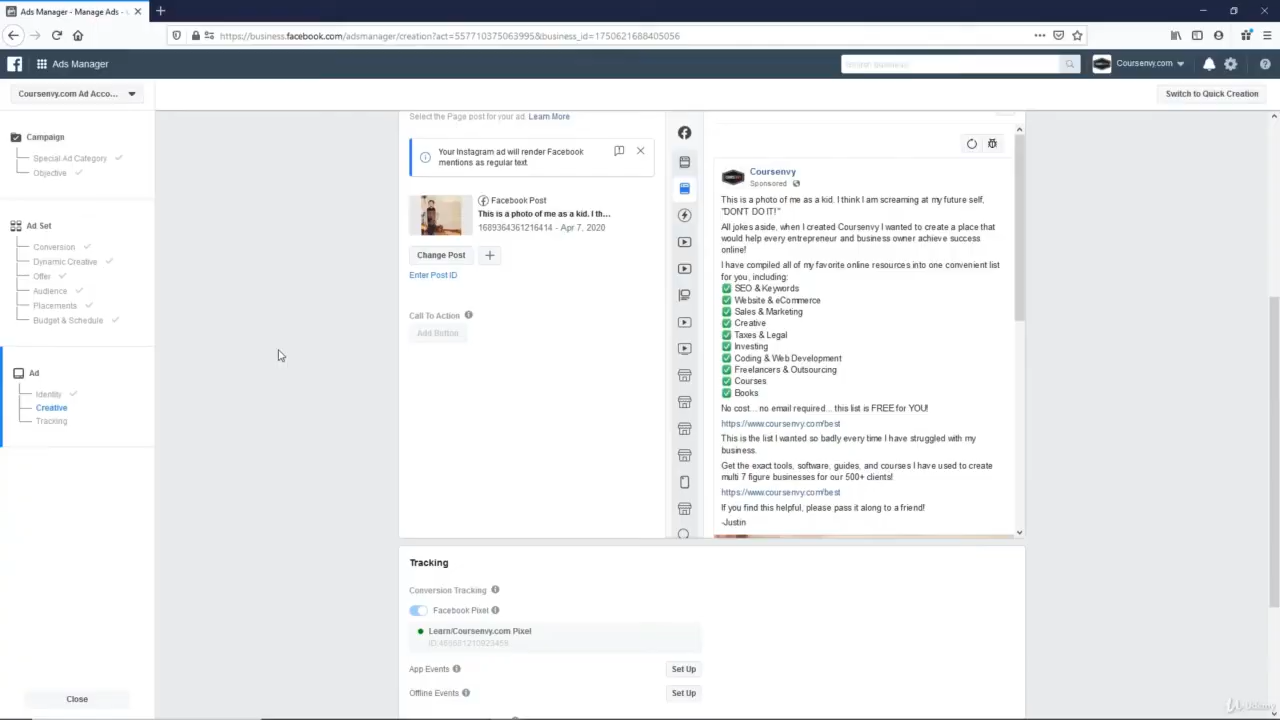 Ads Manager - Manage Ads -
https://business.facebook.com/adsmanager/creation?act=557710375063995&business_id=1750621688405056
Ads Manager
Coursenvy.com
Coursenvy.com Ad Acco...
Switch to Quick Creation
Campaign
Special Ad Category
Objective
Ad Set
Conversion
Dynamic Creative
Offer
Audience
Placements
Budget & Schedule
Ad
Identity
Creative
Tracking
Close
Select the Page post for your ad. Learn More
Your Instagram ad will render Facebook
mentions as regular text
Facebook Post
This is a photo of me as a kid. I th...
1689364361216414 - Apr 7, 2020
Change Post
Enter Post ID
Call To Action
Add Button
Coursenvy
Sponsored
This is a photo of me as a kid. I think I am screaming at my future self,
"DON'T DO IT!"
All jokes aside, when I created Coursenvy I wanted to create a place that
would help every entrepreneur and business owner achieve success
online!
I have compiled all of my favorite online resources into one convenient list
for you, including:
✅ SEO & Keywords
✅ Website & eCommerce
✅ Sales & Marketing
✅ Creative
✅ Taxes & Legal
✅ Investing
✅ Coding & Web Development
✅ Freelancers & Outsourcing
✅ Courses
✅ Books
No cost... no email required... this list is FREE for YOU!
https://www.coursenvy.com/best
This is the list I wanted so badly every time I have struggled with my
business.
Get the exact tools, software, guides, and courses I have used to create
multi 7 figure businesses for our 500+ clients!
https://www.coursenvy.com/best
If you find this helpful, please pass it along to a friend!
-Justin
Tracking
Conversion Tracking
Facebook Pixel
Learn/Coursenvy.com Pixel
App Events
Set Up
Offline Events
Set Up
Udemy